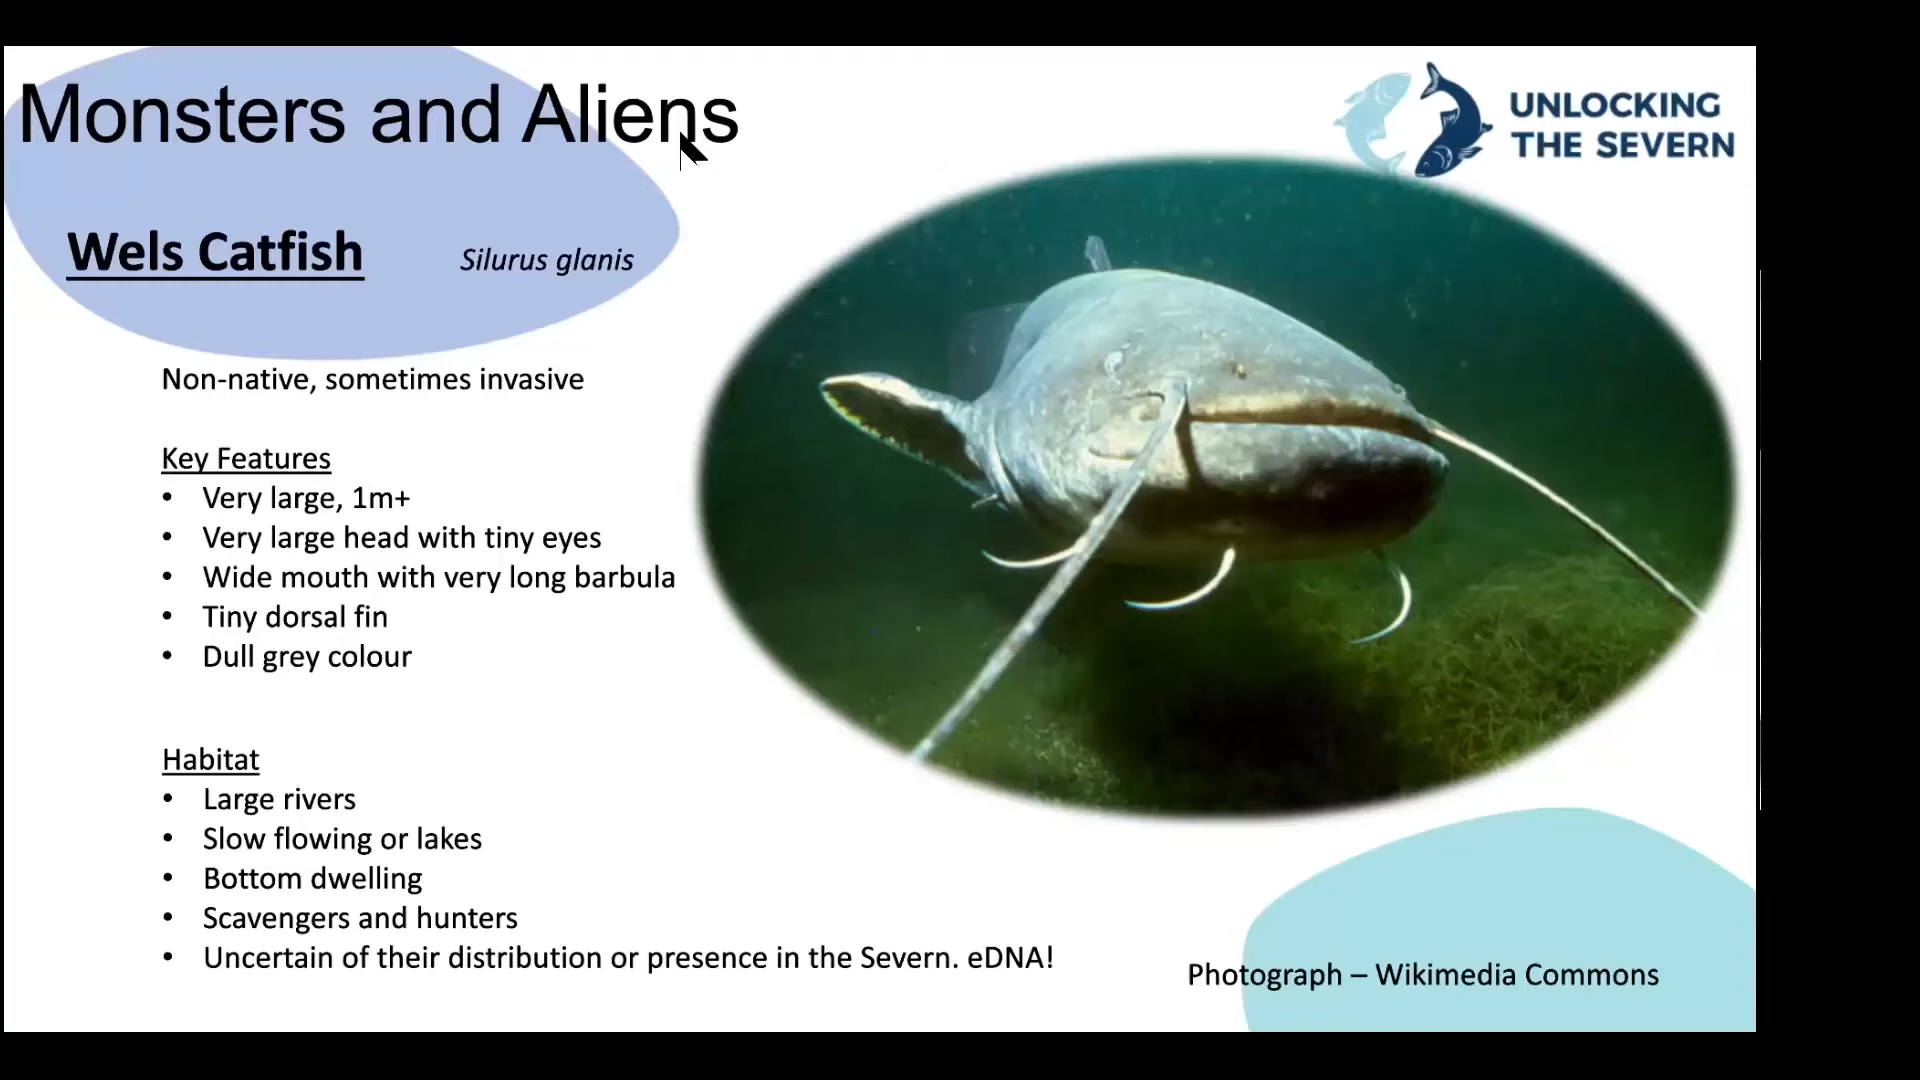 Monsters and Aliens
UNLOCKING
THE SEVERN
Wels Catfish
Silurus glanis
Non-native, sometimes invasive
Key Features
• Very large, 1m+
• Very large head with tiny eyes
• Wide mouth with very long barbula
• Tiny dorsal fin
• Dull grey colour
Habitat
• Large rivers
• Slow flowing or lakes
• Bottom dwelling
• Scavengers and hunters
• Uncertain of their distribution or presence in the Severn. eDNA!
Photograph – Wikimedia Commons